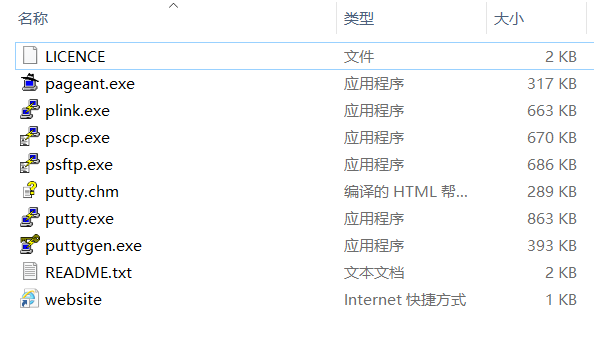 名称 类型 大小
LICENCE 文件 2 KB
pageant.exe 应用程序 317 KB
plink.exe 应用程序 663 KB
pscp.exe 应用程序 670 KB
psftp.exe 应用程序 686 KB
putty.chm 编译的 HTML 帮... 289 KB
putty.exe 应用程序 863 KB
puttygen.exe 应用程序 393 KB
README.txt 文本文档 2 KB
website Internet 快捷方式 1 KB